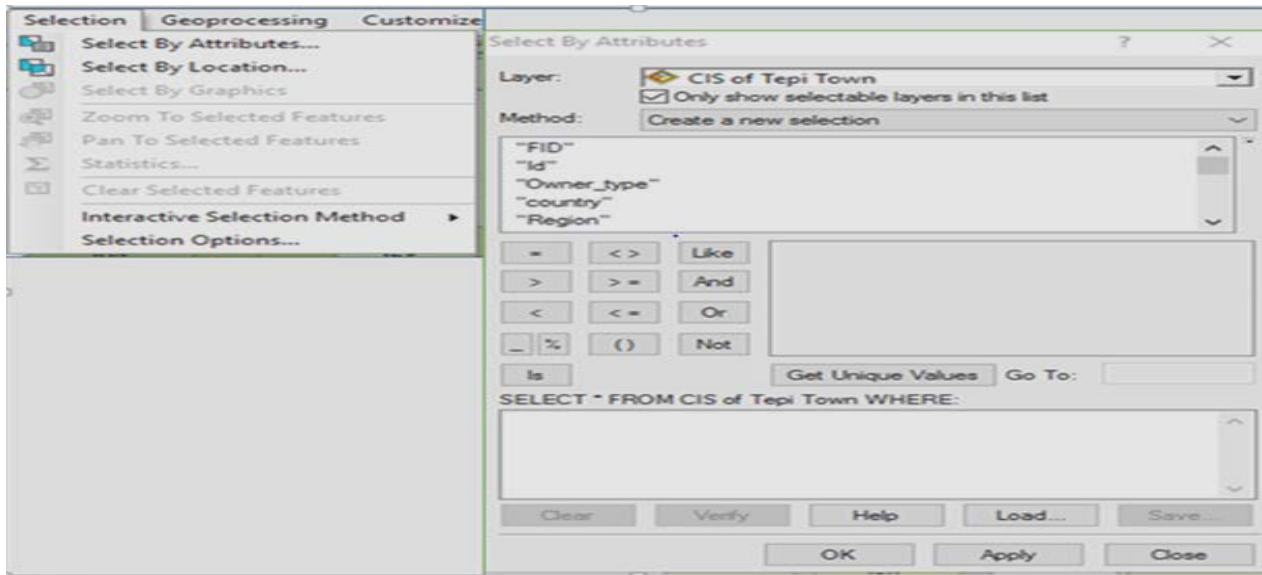 Selection Geoprocessing Customize
Select By Attributes...
Select By Location...
Select By Graphics
Zoom To Selected Features
Pan To Selected Features
Statistics...
Clear Selected Features
Interactive Selection Method
Selection Options...
Select By Attributes ? ×
Layer: CIS of Tepi Town
Only show selectable layers in this list
Method: Create a new selection
"FID"
"Id"
"Owner_type"
"country"
"Region"
= < > Like
> > = And
< < = Or
_ % () Not
Is Get Unique Values Go To:
SELECT * FROM CIS of Tepi Town WHERE:
Clear Verify Help Load... Save...
OK Apply Close